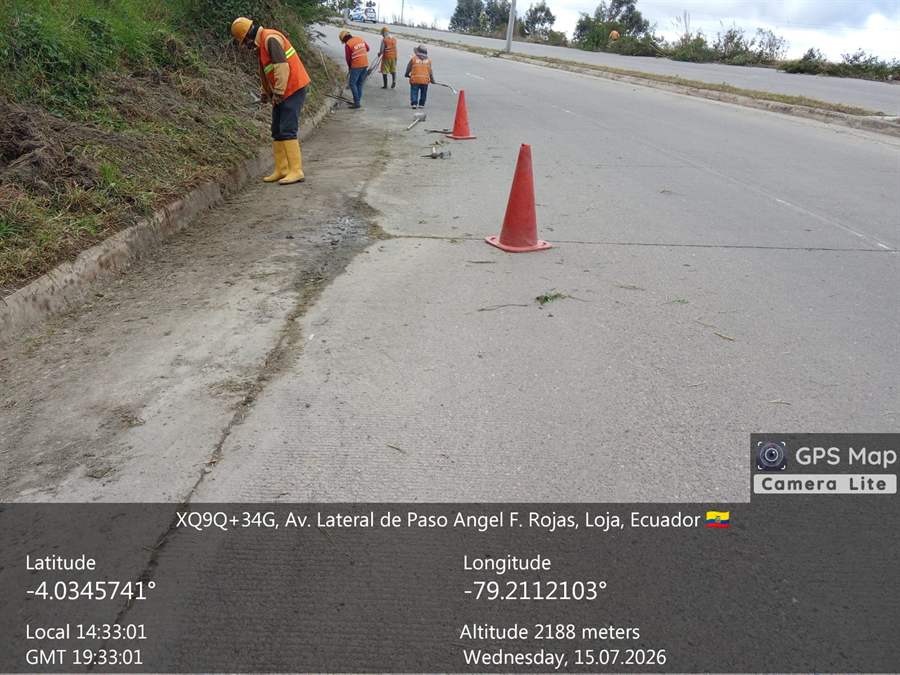 GPS Map
Camera Lite
XQ9Q+34G, Av. Lateral de Paso Angel F. Rojas, Loja, Ecuador
Latitude
-4.0345741°
Longitude
-79.2112103°
Local 14:33:01
GMT 19:33:01
Altitude 2188 meters
Wednesday, 15.07.2026